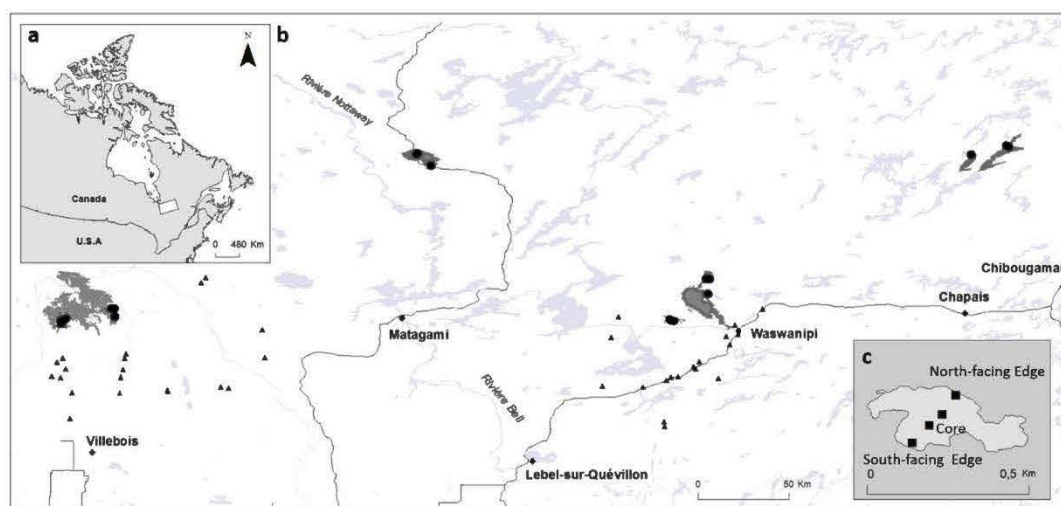 a
N
Canada
U.S.A
0 480 Km
b
Rivière Nottaway
Chibougamau
Chapais
Matagami
Waswanipi
Rivière Bell
Villebois
Lebel-sur-Quévillon
0 50 Km
c
North-facing Edge
Core
South-facing Edge
0 0,5 Km